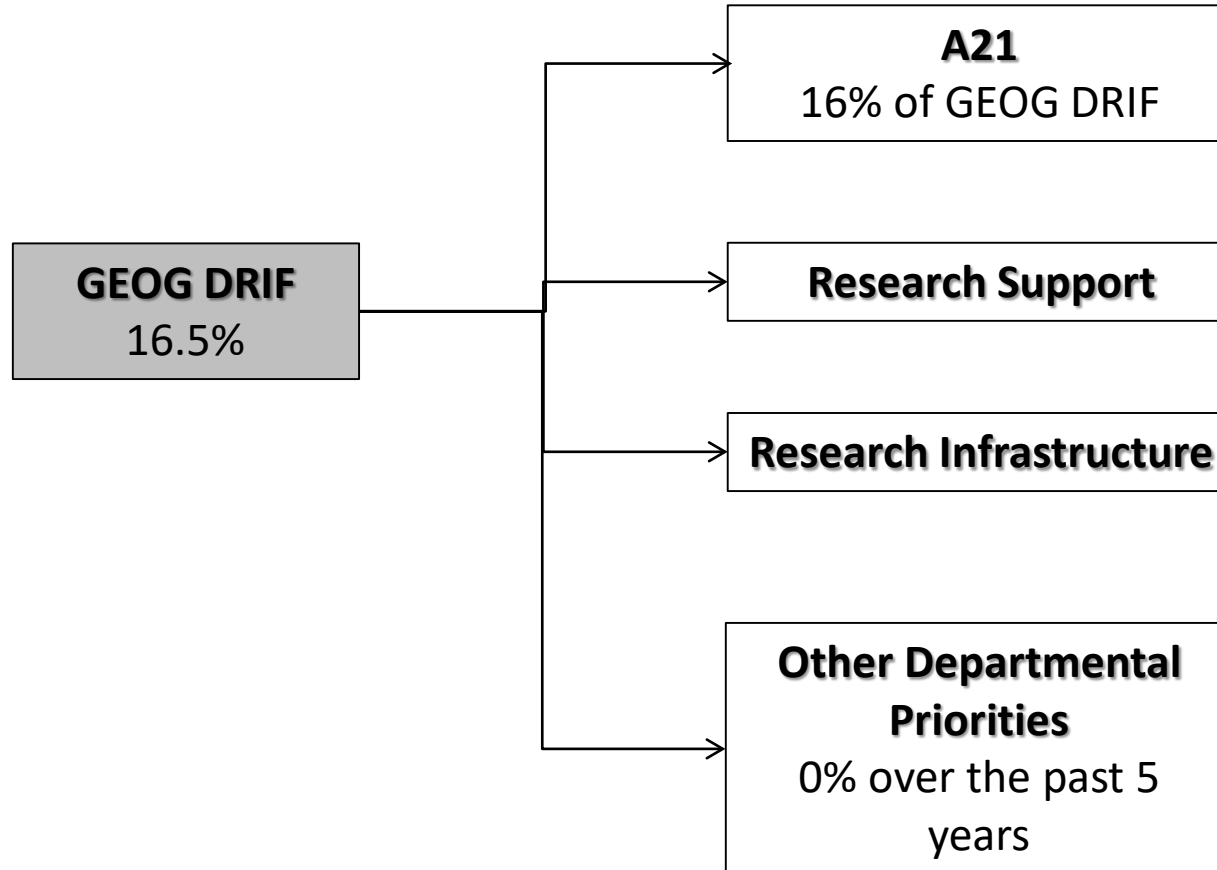 A21
16% of GEOG DRIF
GEOG DRIF
16.5%
Research Support
Research Infrastructure
Other Departmental
Priorities
0% over the past 5
years